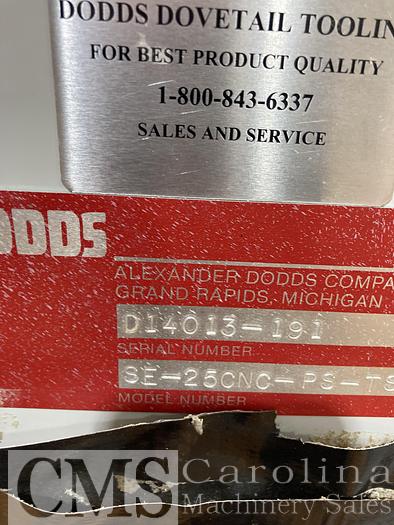 DODDS DOVETAIL TOOLIN
FOR BEST PRODUCT QUALITY
1-800-843-6337
SALES AND SERVICE
DODDS
ALEXANDER DODDS COMPA
GRAND RAPIDS, MICHIGAN
D14013-191
SERIAL NUMBER
SE-25CNC-PS-TS
MODEL NUMBER
CMS Carolina
Machinery Sales